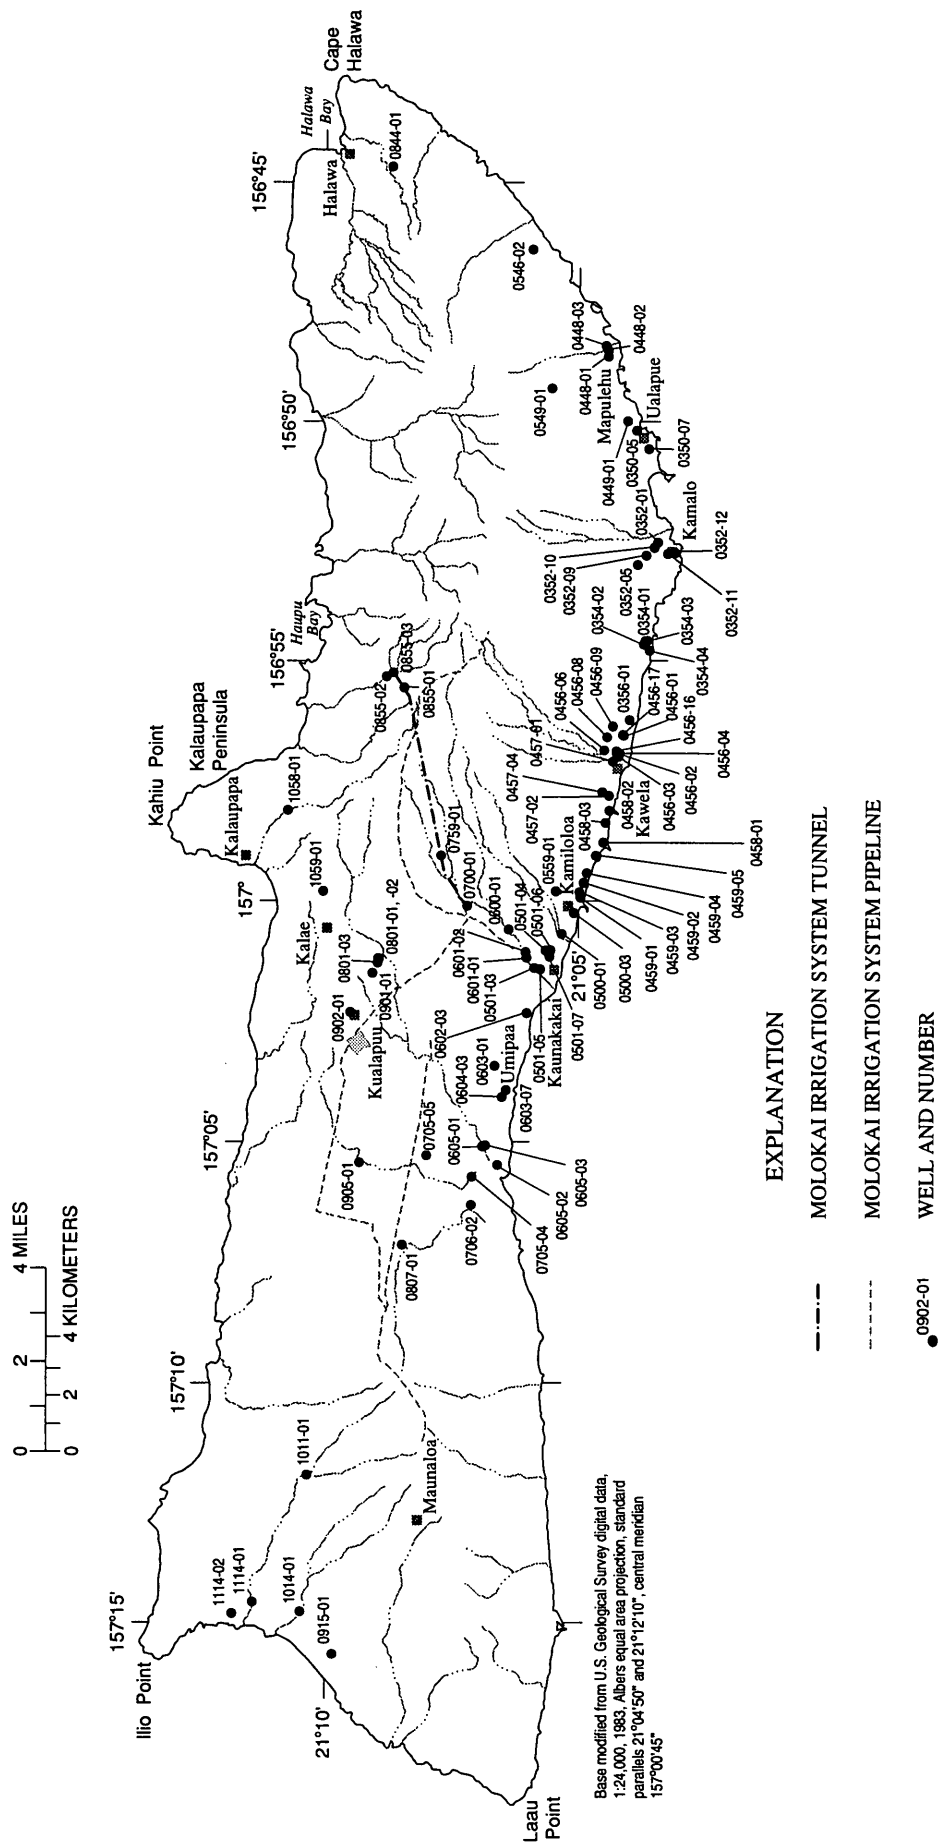 0 2 4 MILES
0 2 4 KILOMETERS
Ilio Point
157°15'
157°10'
157°05'
157°
156°55'
156°50'
156°45'
Kahiu Point
Kalaupapa
Peninsula
Kalaupapa
Haupu
Bay
Halawa
Bay
Cape
Halawa
Halawa
21°10'
21°05'
Laau
Point
Maunaloa
Kualapuu
Kalae
Umipaa
Kaunakakai
Kamiloloa
Kawela
Kamalo
Ualapue
Mapulehu
1114-02
1114-01
1014-01
0915-01
1011-01
0807-01
0905-01
0705-05
0706-02
0705-04
0605-01
0605-02
0605-03
0604-03
0603-01
0603-07
0602-03
0902-01
0901-01
0801-03
0801-01, -02
1059-01
1058-01
0601-02
0601-01
0600-01
0501-03
0501-04
0501-06
0501-05
0501-07
0500-01
0500-03
0559-01
0700-01
0759-01
0855-02
0855-03
0855-01
0459-01
0459-03
0459-02
0459-04
0459-05
0458-01
0458-03
0458-02
0457-02
0457-04
0457-01
0456-06
0456-08
0456-09
0356-01
0456-17
0456-01
0456-16
0456-04
0456-02
0456-03
0354-02
0354-01
0354-03
0354-04
0352-10
0352-09
0352-05
0352-01
0352-12
0352-11
0449-01
0350-05
0350-07
0549-01
0448-01
0448-03
0448-02
0546-02
0844-01
Base modified from U.S. Geological Survey digital data,
1:24,000, 1983, Albers equal area projection, standard
parallels 21°04'50" and 21°12'10", central meridian
157°00'45"
EXPLANATION
MOLOKAI IRRIGATION SYSTEM TUNNEL
MOLOKAI IRRIGATION SYSTEM PIPELINE
0902-01 WELL AND NUMBER